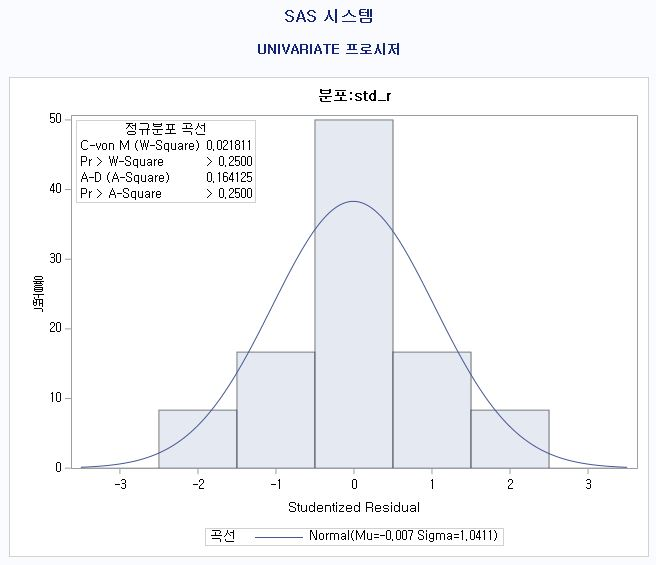 SAS 시스템
UNIVARIATE 프로시저
분포:std_r
정규분포 곡선
C-von M (W-Square) 0,021811
Pr > W-Square > 0,2500
A-D (A-Square) 0,164125
Pr > A-Square > 0,2500
50
40
30
20
10
0
-3 -2 -1 0 1 2 3
Studentized Residual
곡선 Normal(Mu=-0,007 Sigma=1,0411)